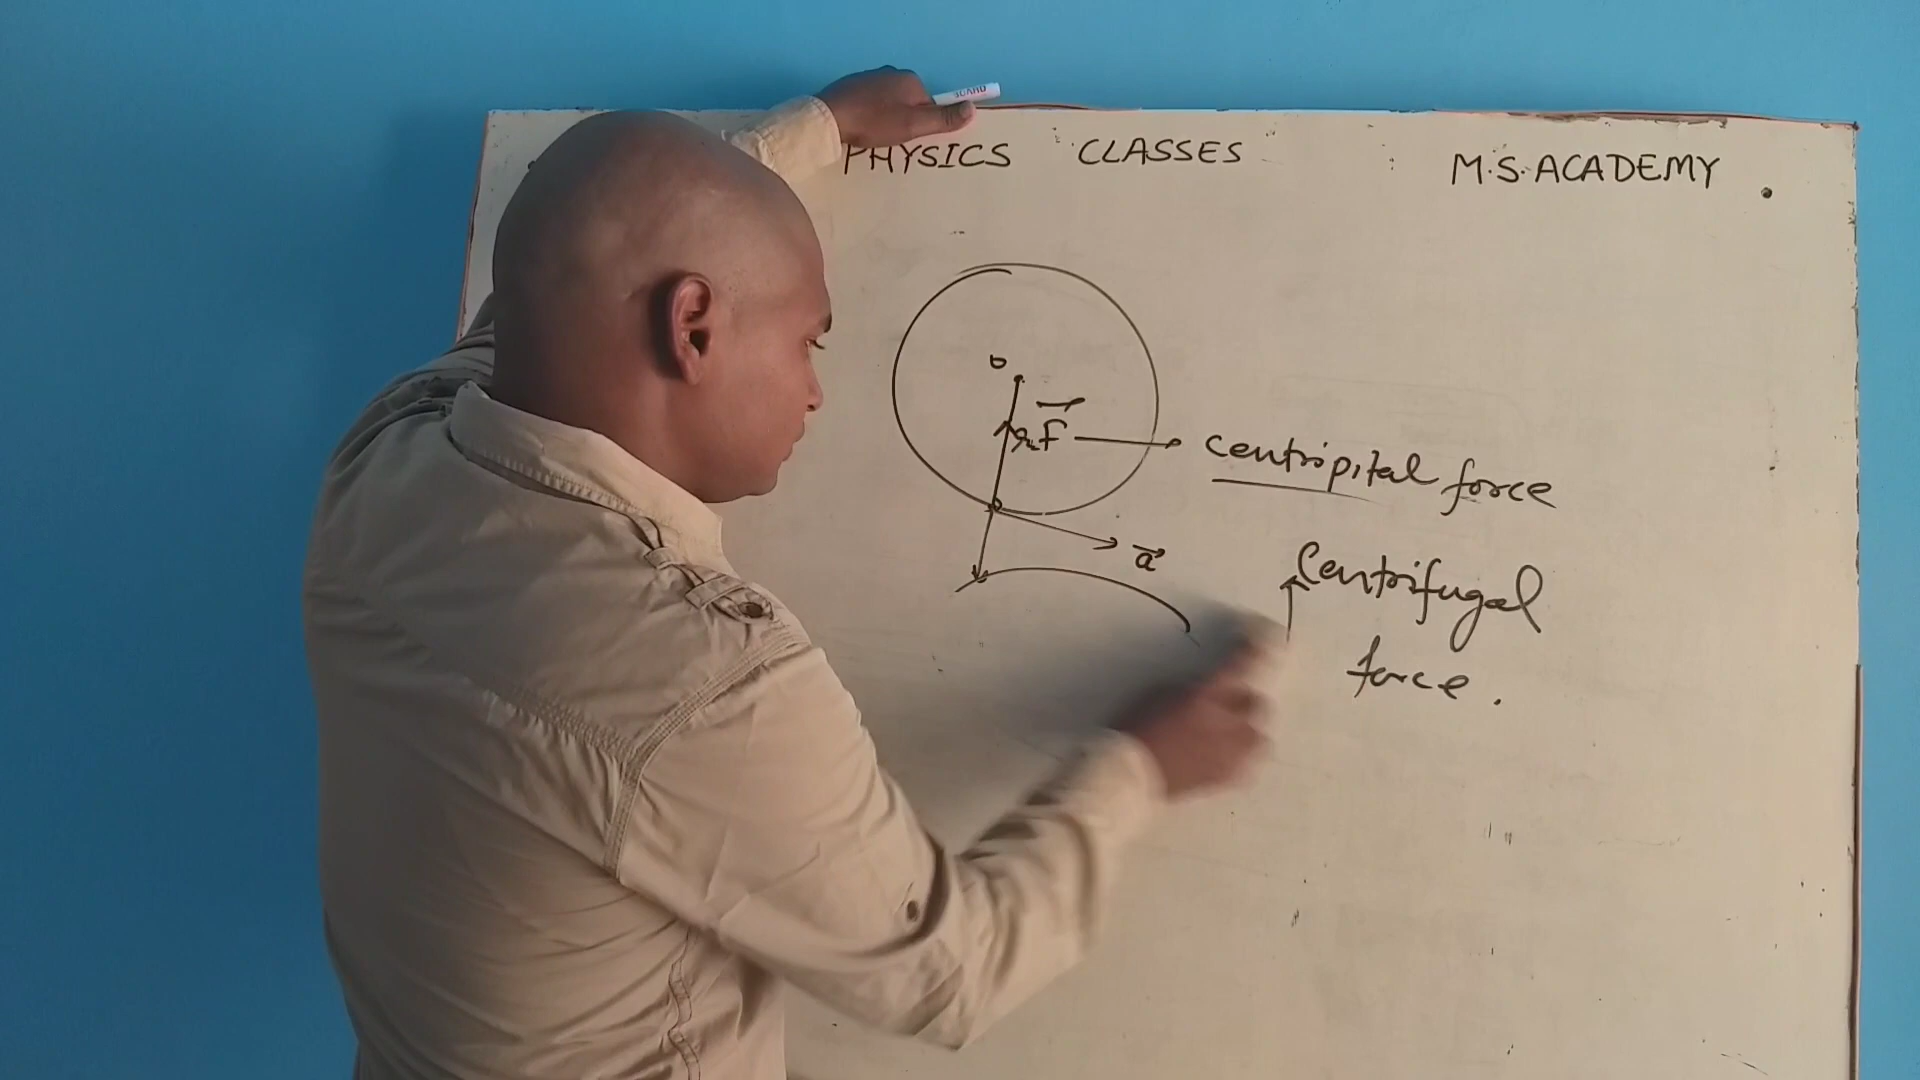 PHYSICS CLASSES M.S.ACADEMY
o
r F
centripital force
a
Centrifugal
force.